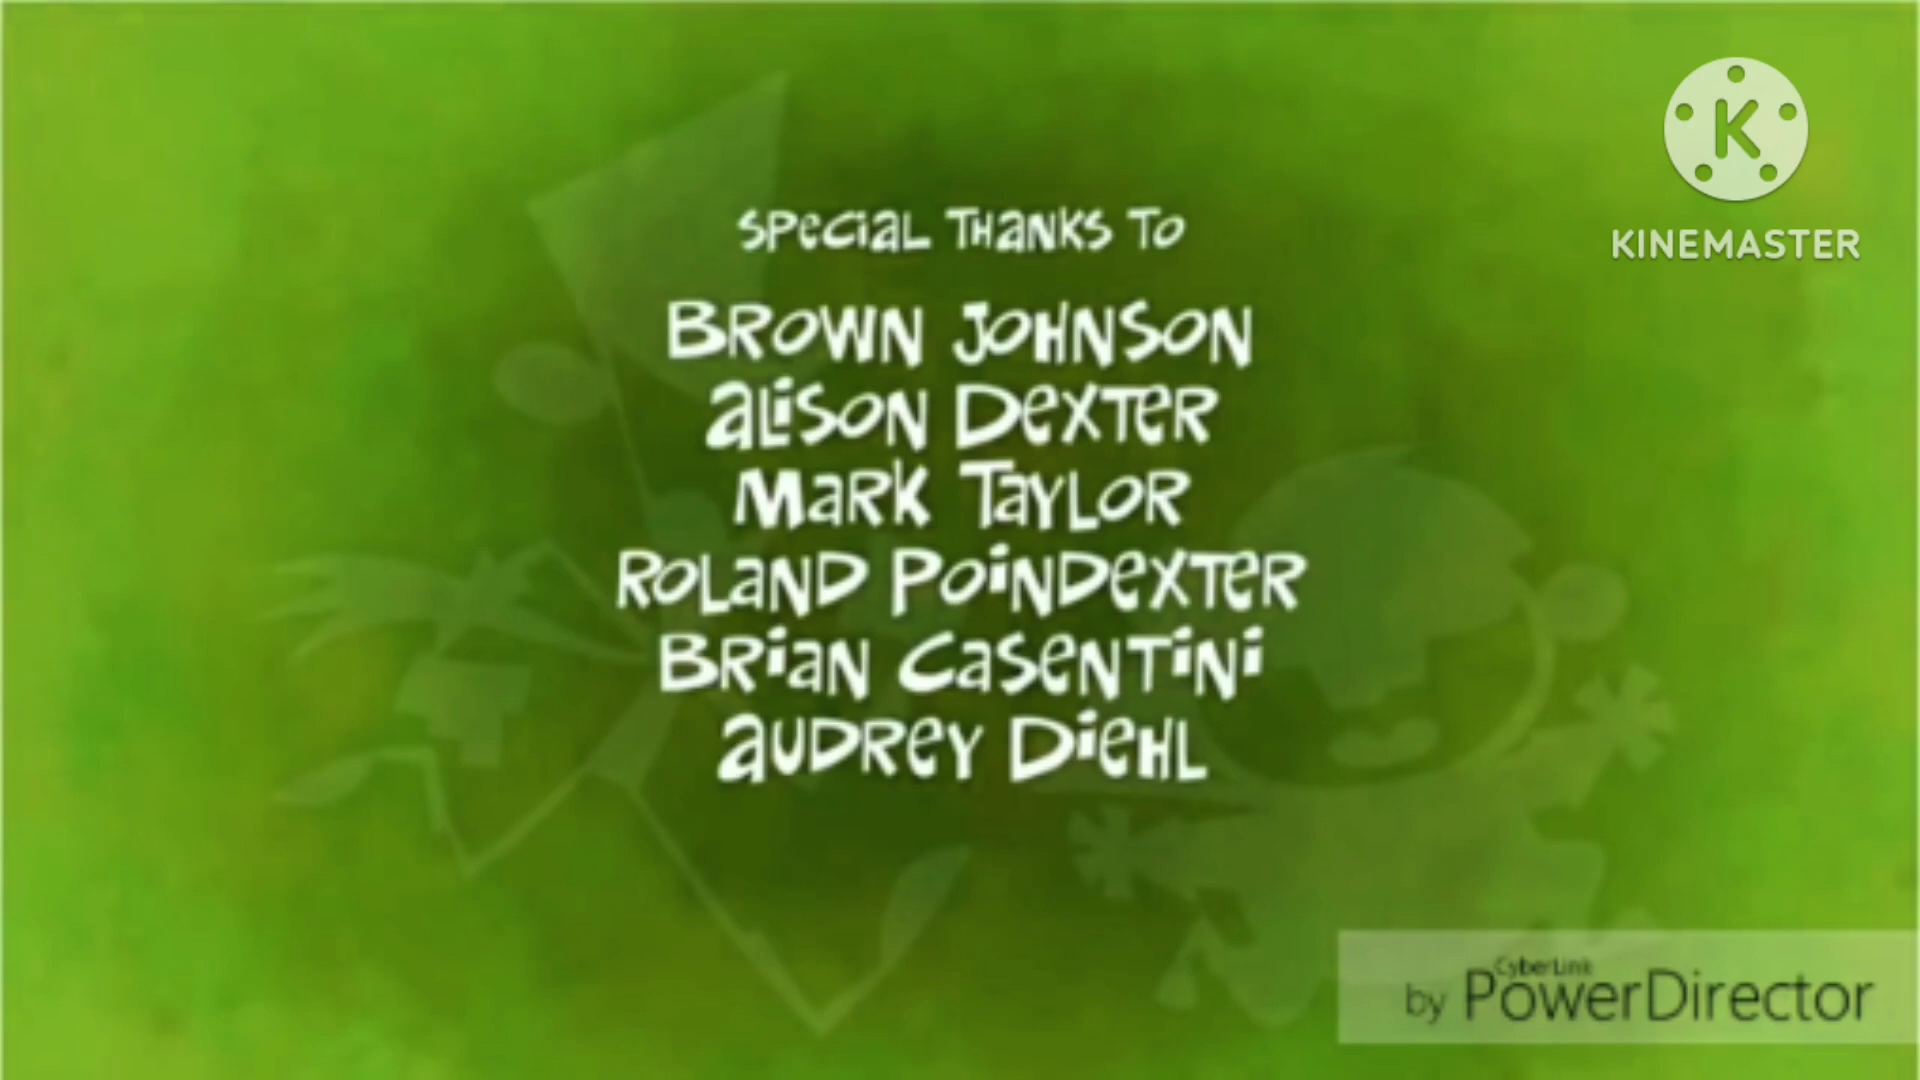 SPECIAL THANKS TO
BROWN JOHNSON
ALISON DEXTER
MARK TAYLOR
ROLAND POINDEXTER
BRIAN CASENTINI
AUDREY DIEHL
K
KINEMASTER
CyberLink
by PowerDirector